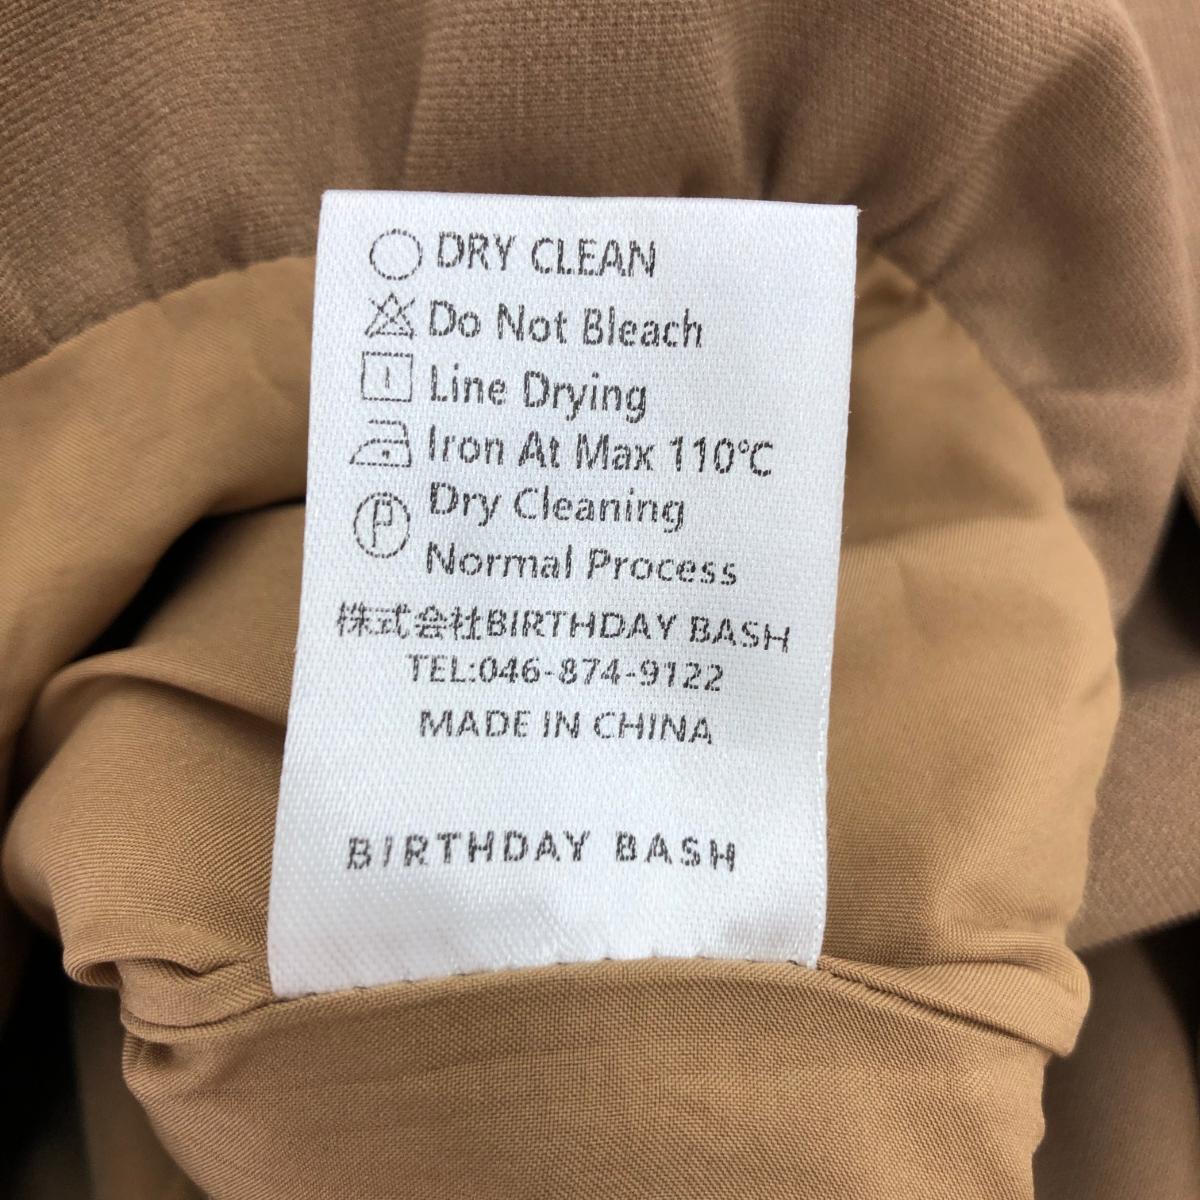 DRY CLEAN
Do Not Bleach
Line Drying
Iron At Max 110℃
P Dry Cleaning
Normal Process
株式会社BIRTHDAY BASH
TEL:046-874-9122
MADE IN CHINA
BIRTHDAY BASH